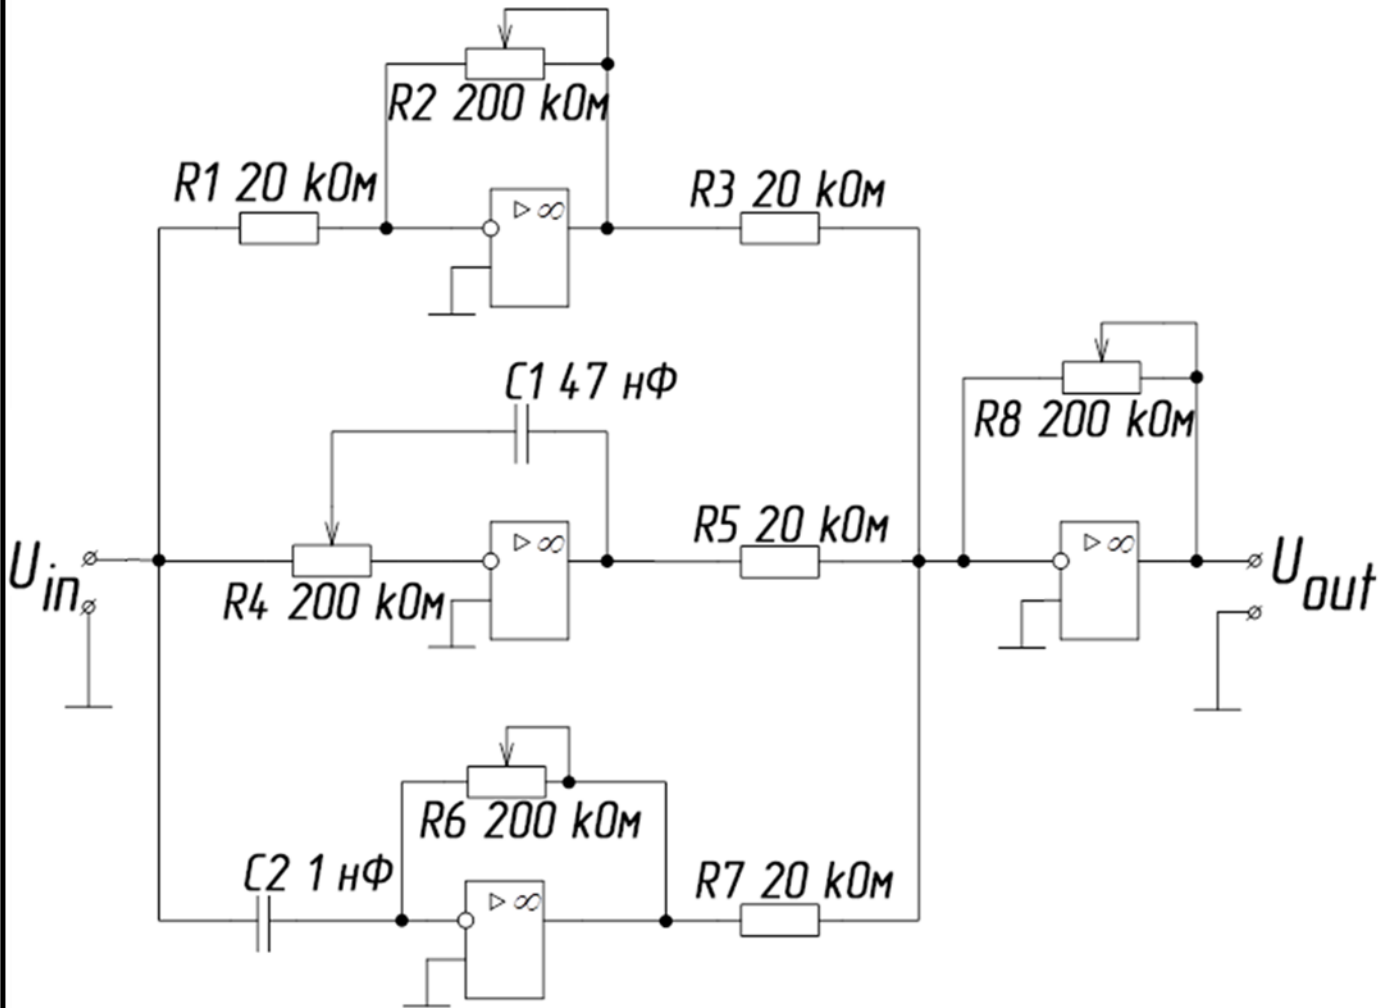 R2 200 kОм
R1 20 kОм
▷ ∞
R3 20 kОм
C1 47 нФ
R8 200 kОм
▷ ∞
R5 20 kОм
▷ ∞
Uin
Uout
R4 200 kОм
R6 200 kОм
C2 1 нФ
▷ ∞
R7 20 kОм